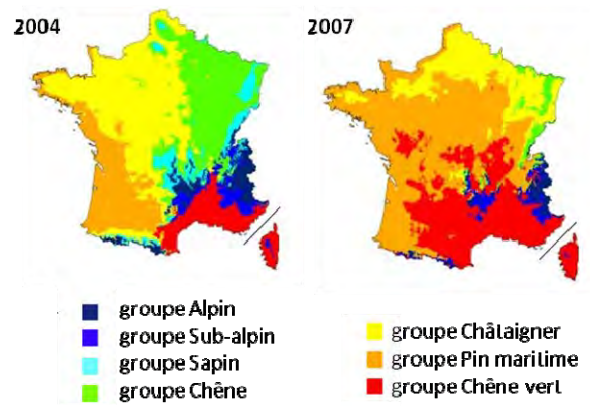 2004
2007
groupe Alpin
groupe Sub-alpin
groupe Sapin
groupe Chêne
groupe Châtaigner
groupe Pin maritime
groupe Chêne vert